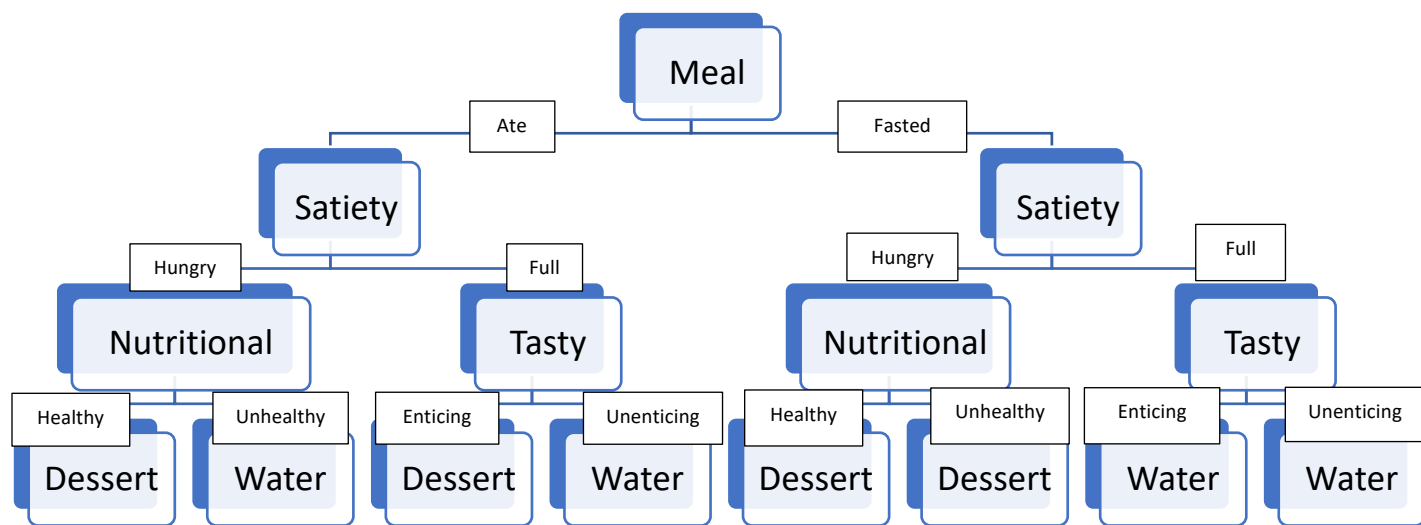 Meal
Ate
Fasted
Satiety
Satiety
Hungry
Full
Hungry
Full
Nutritional
Tasty
Nutritional
Tasty
Healthy
Unhealthy
Enticing
Unenticing
Healthy
Unhealthy
Enticing
Unenticing
Dessert
Water
Dessert
Water
Dessert
Dessert
Water
Water